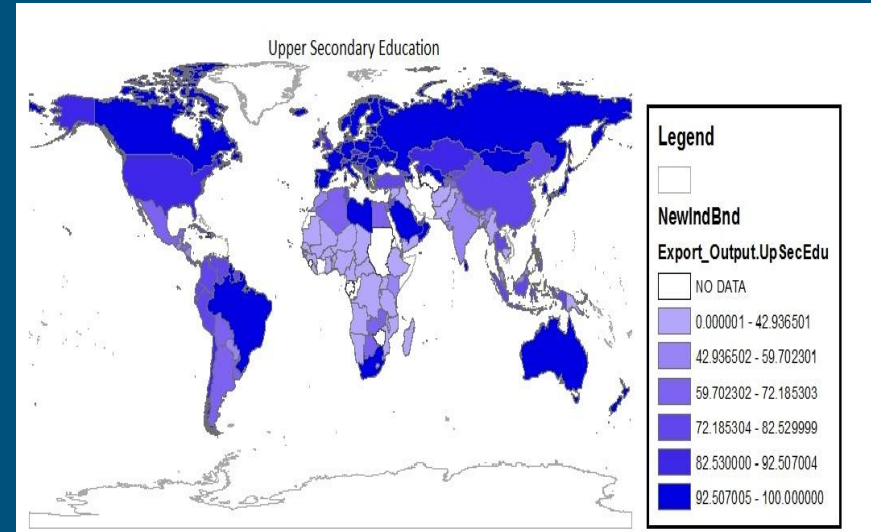 Upper Secondary Education
Legend
NewIndBnd
Export_Output.UpSecEdu
NO DATA
0.000001 - 42.936501
42.936502 - 59.702301
59.702302 - 72.185303
72.185304 - 82.529999
82.530000 - 92.507004
92.507005 - 100.000000